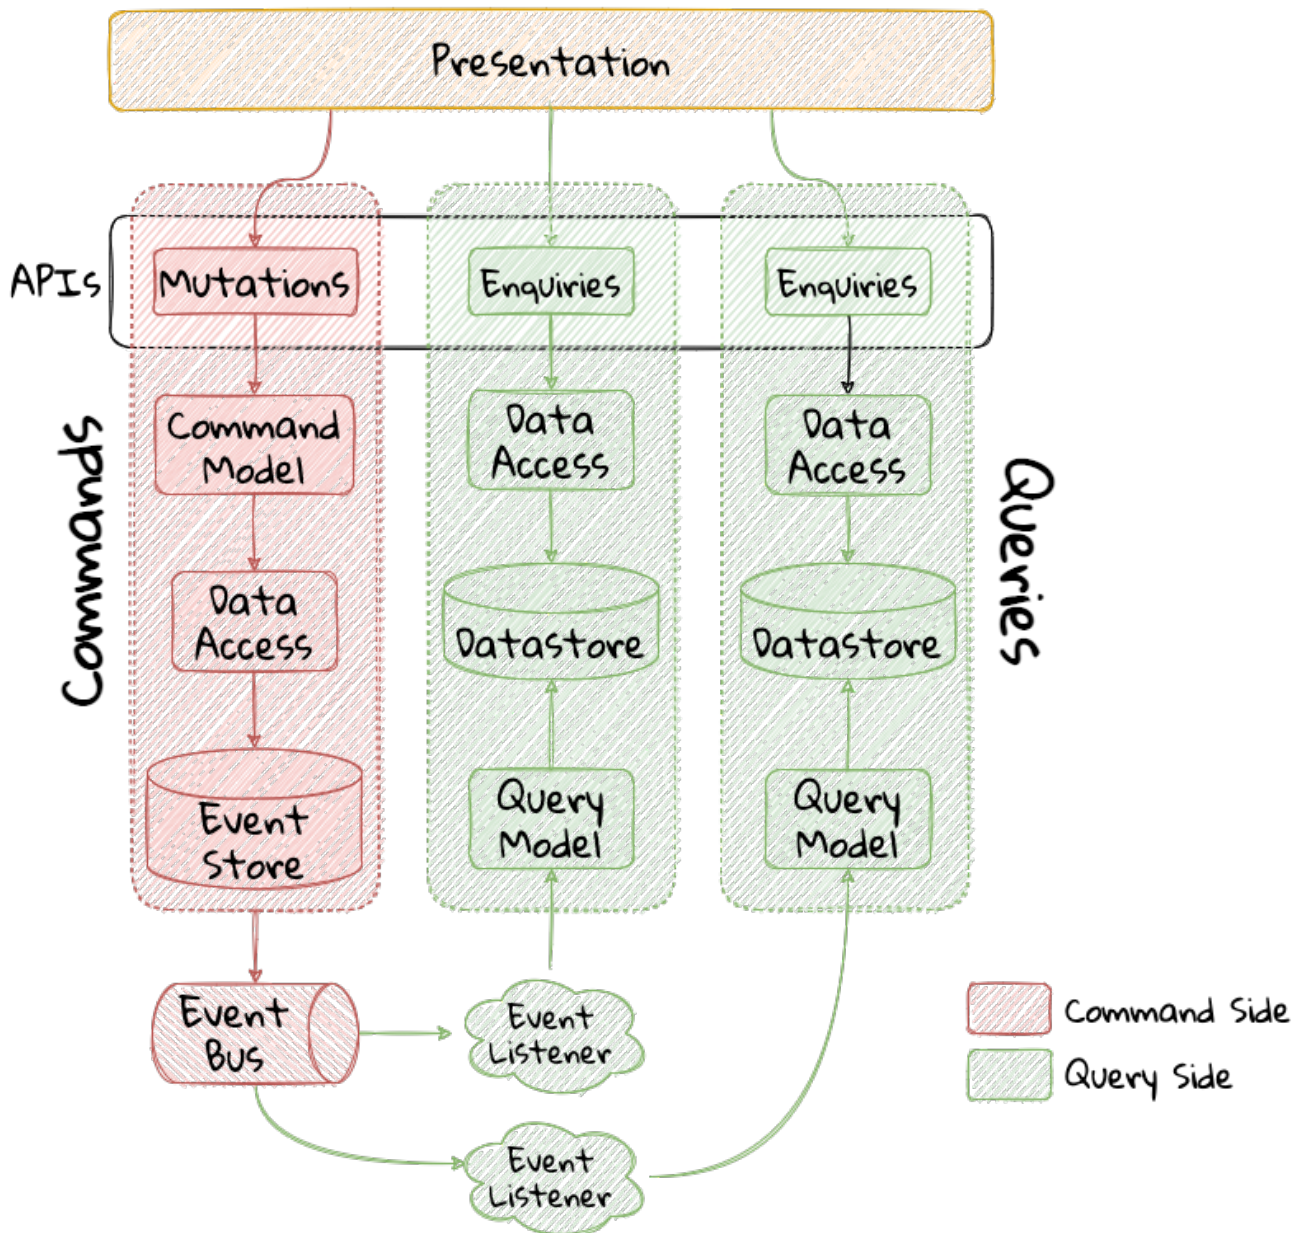 Presentation
APIs
Mutations
Enquiries
Enquiries
Commands
Command
Model
Data
Access
Data
Access
Queries
Data
Access
Datastore
Datastore
Event
Store
Query
Model
Query
Model
Event
Bus
Event
Listener
Event
Listener
Command Side
Query Side